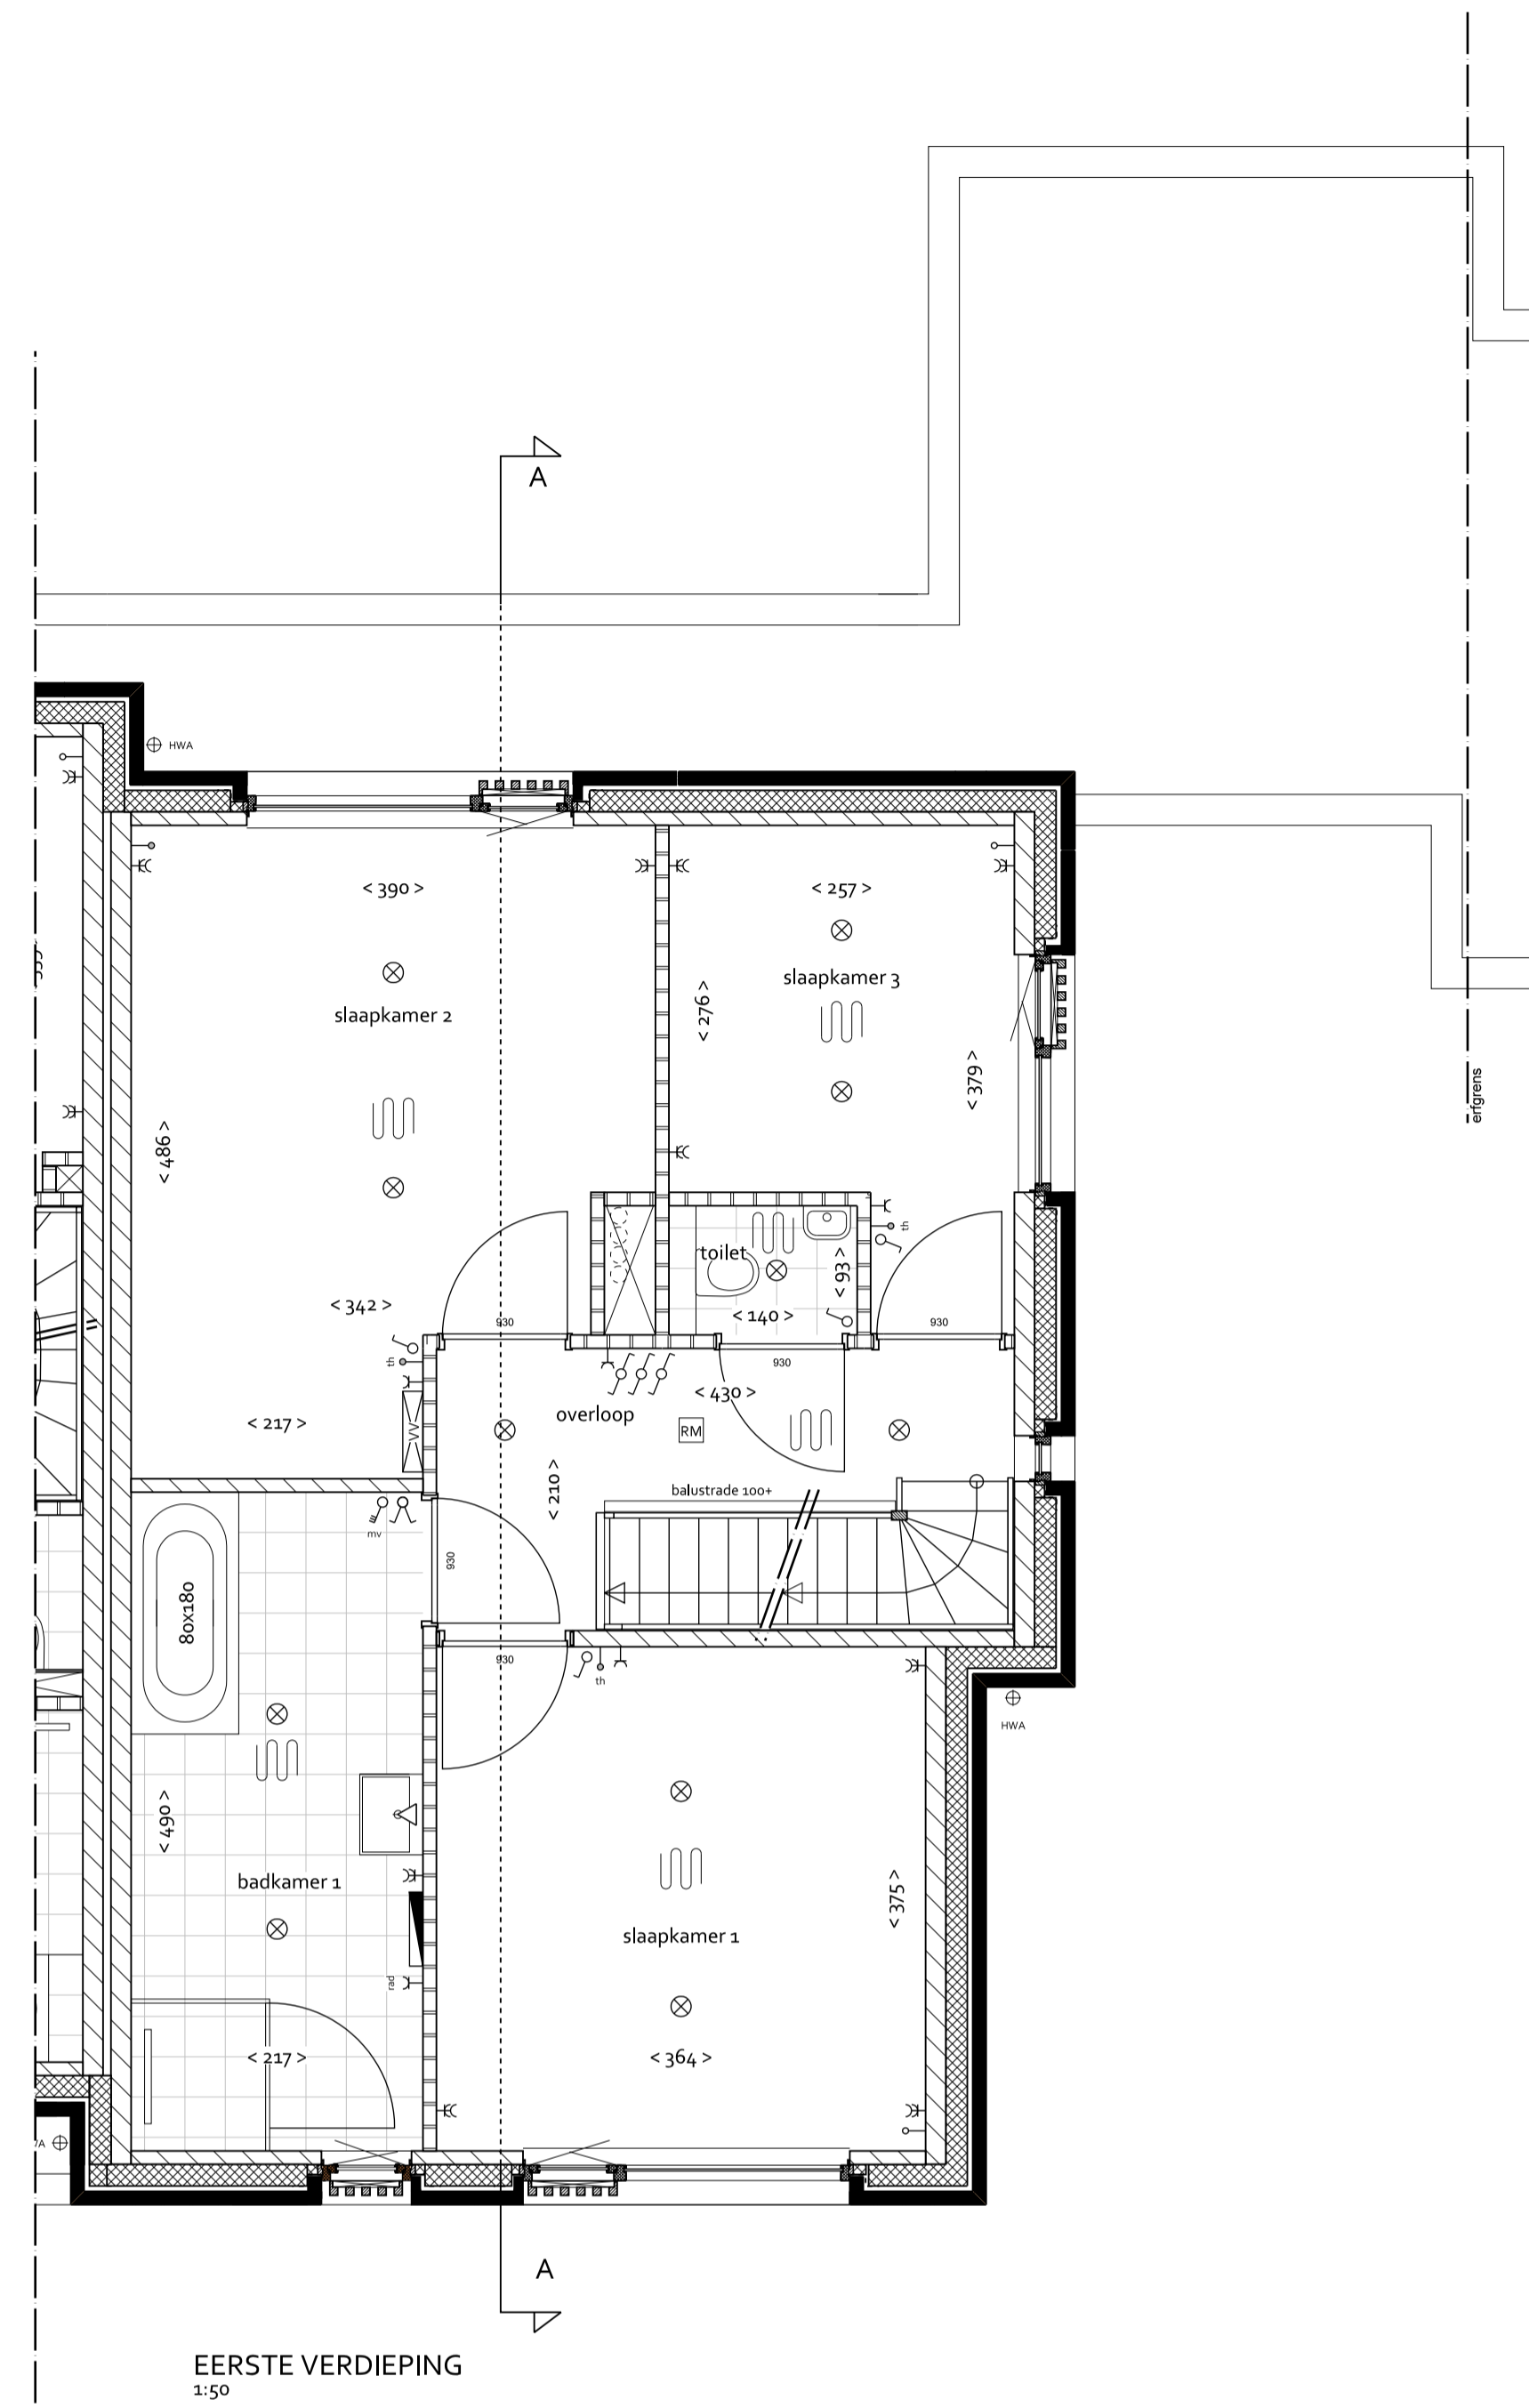 A
HWA
< 390 >
< 257 >
slaapkamer 3
slaapkamer 2
< 276 >
< 379 >
erfgrens
< 486 >
th
toilet
< 93 >
< 342 >
< 140 >
930
930
930
th
< 430 >
overloop
< 217 >
VV
RM
< 210 >
balustrade 100+
mv
930
80x180
930
th
HWA
< 490 >
badkamer 1
< 375 >
slaapkamer 1
rad
< 217 >
< 364 >
A
EERSTE VERDIEPING
1:50